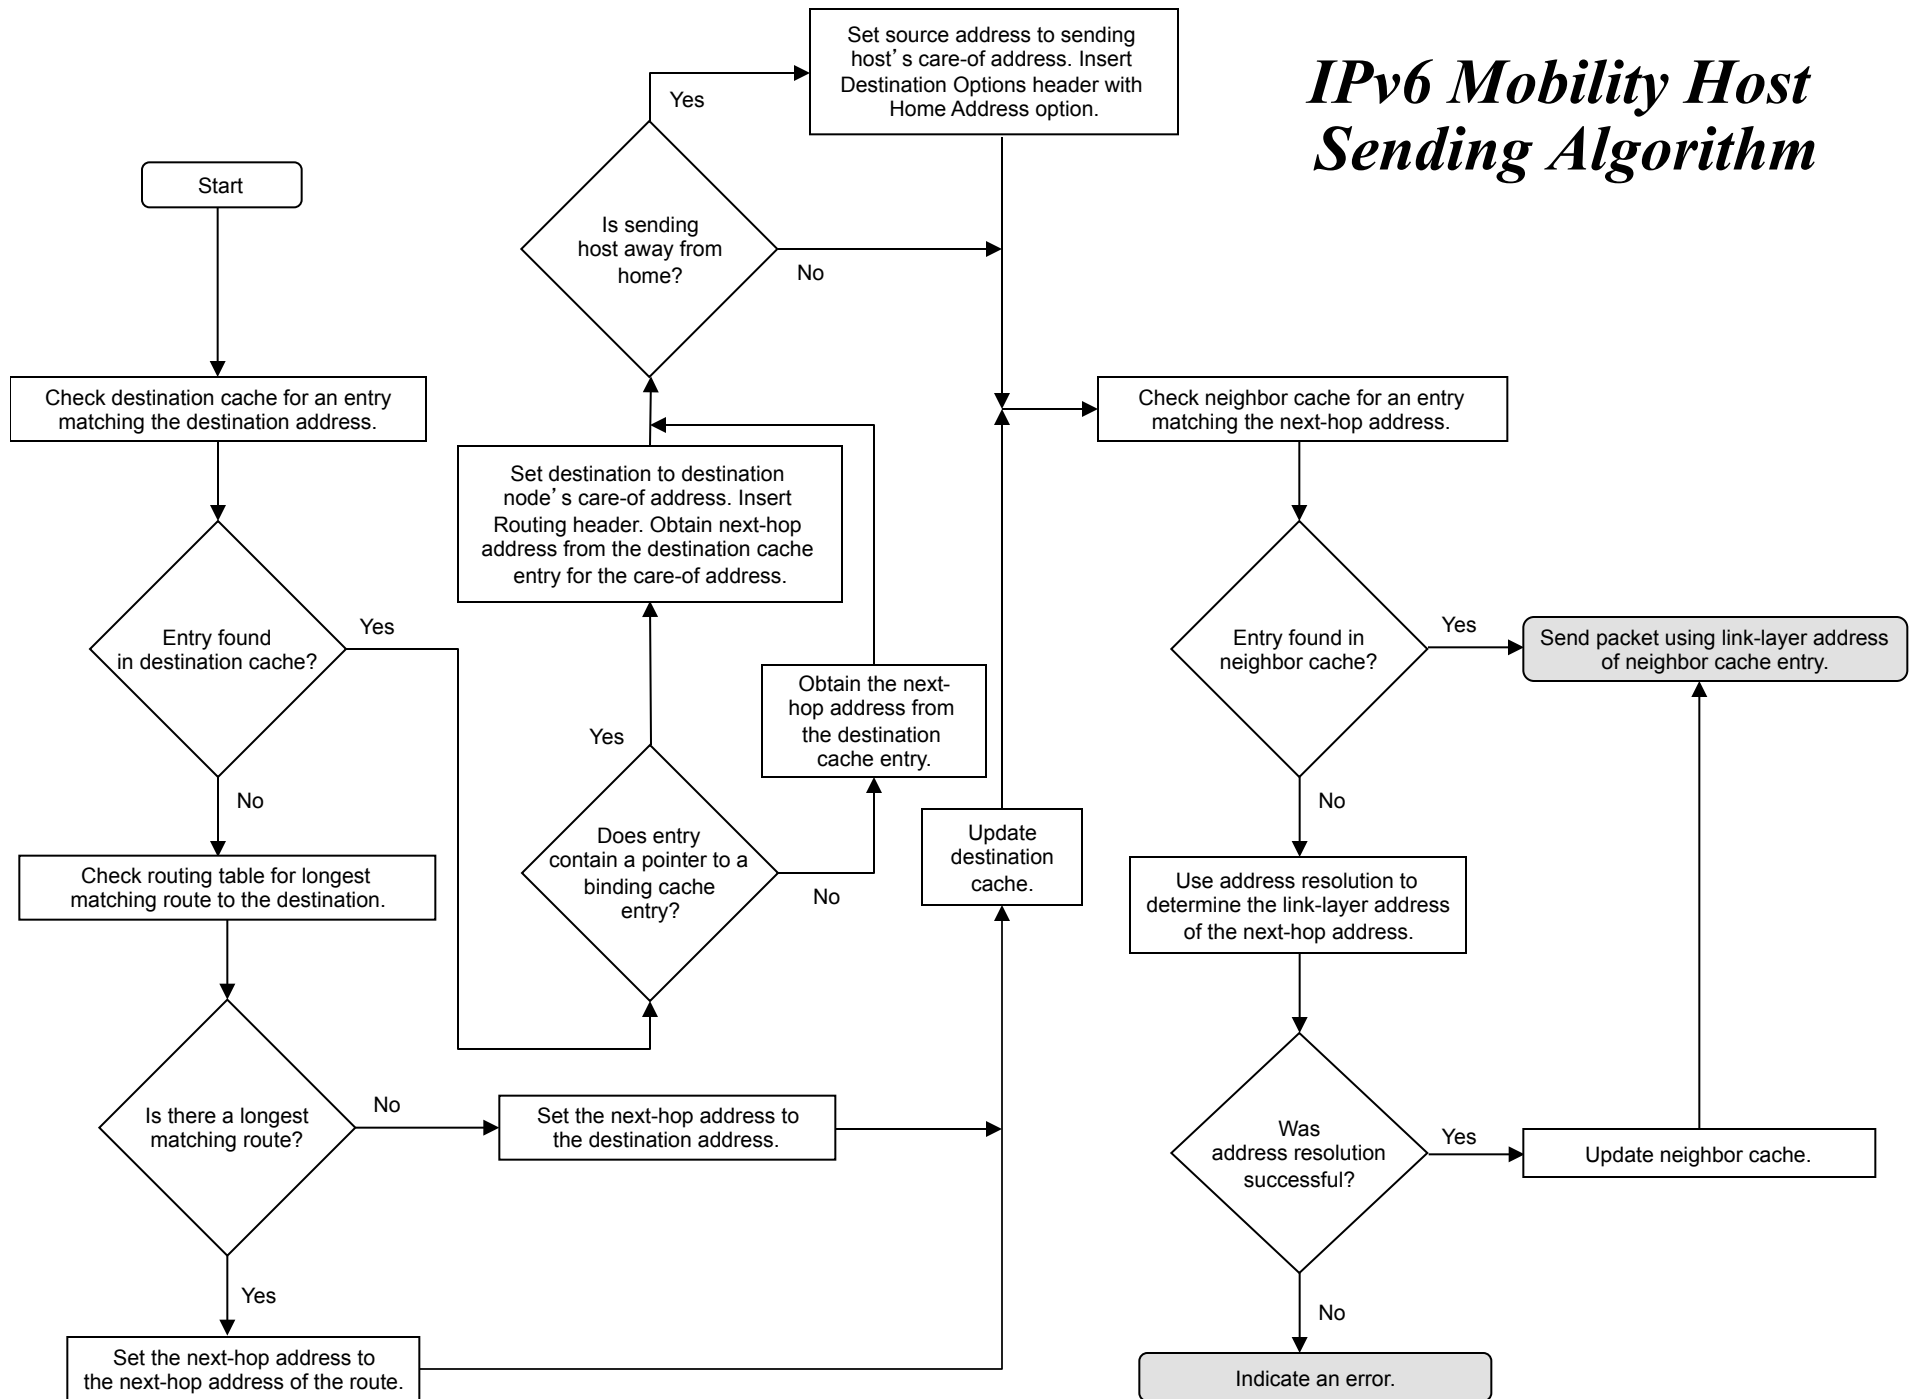 IPv6 Mobility Host
Sending Algorithm
Start
Check destination cache for an entry
matching the destination address.
Entry found
in destination cache?
Yes
No
Check routing table for longest
matching route to the destination.
Is there a longest
matching route?
No
Yes
Set the next-hop address to
the destination address.
Set the next-hop address to
the next-hop address of the route.
Set source address to sending
host’s care-of address. Insert
Destination Options header with
Home Address option.
Yes
Is sending
host away from
home?
No
Set destination to destination
node’s care-of address. Insert
Routing header. Obtain next-hop
address from the destination cache
entry for the care-of address.
Yes
Does entry
contain a pointer to a
binding cache
entry?
No
Obtain the next-
hop address from
the destination
cache entry.
Update
destination
cache.
Check neighbor cache for an entry
matching the next-hop address.
Entry found in
neighbor cache?
Yes
Send packet using link-layer address
of neighbor cache entry.
No
Use address resolution to
determine the link-layer address
of the next-hop address.
Was
address resolution
successful?
Yes
Update neighbor cache.
No
Indicate an error.